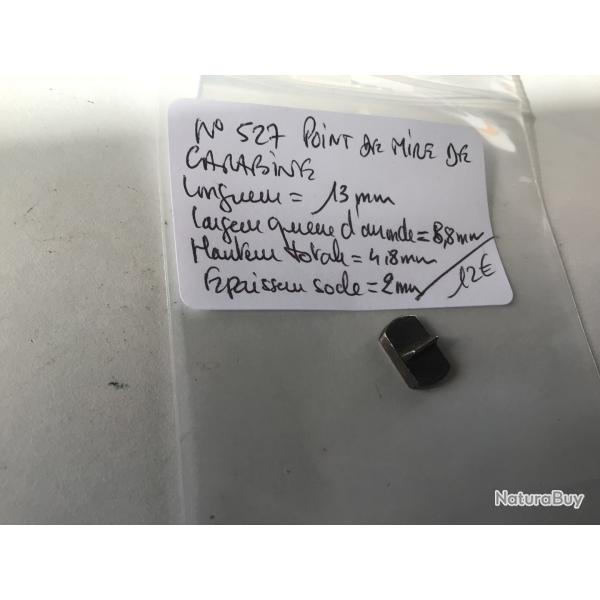 N° 527 POINT DE MIRE DE
CARABINE
Longueur = 13 mm
Largeur queue d'aronde = 8,8 mm
Hauteur totale = 4.8 mm
Epaisseur socle = 2 mm / 12€
NaturaBuy